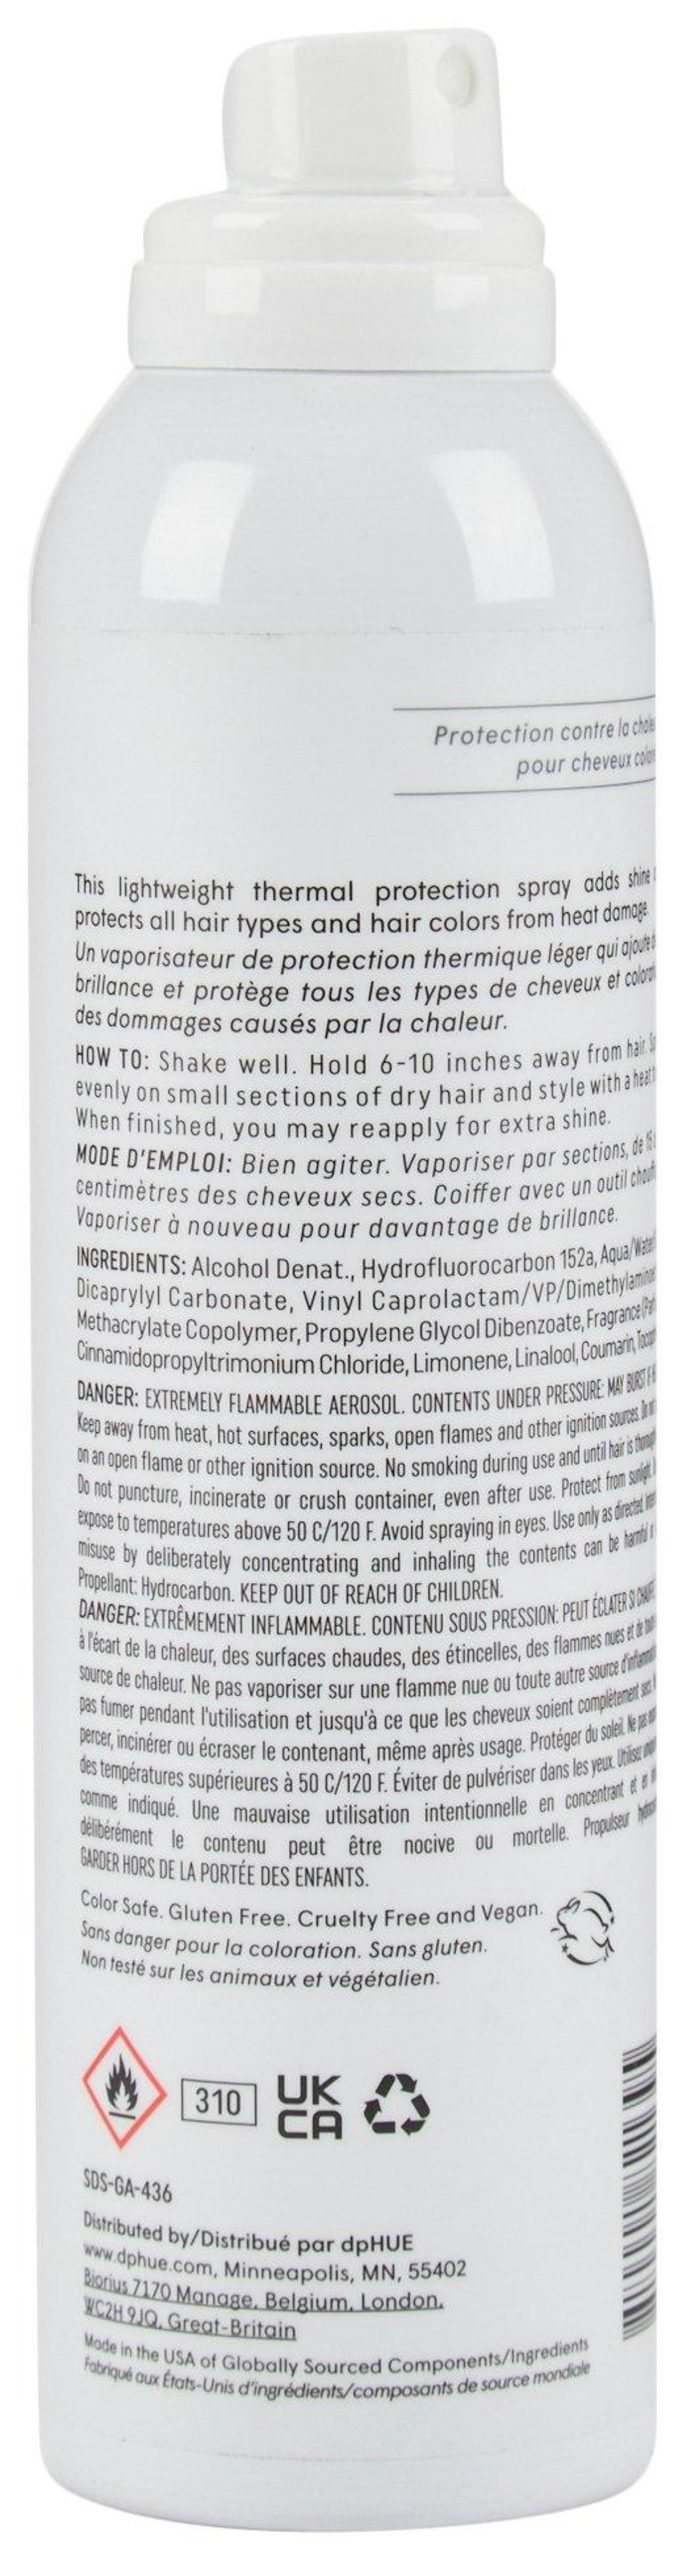 Protection contre la
pour cheveux
This lightweight thermal protection spray adds shine
protects all hair types and hair colors from heat damage.
Un vaporisateur de protection thermique léger qui ajoute
brillance et protège tous les types de cheveux et
des dommages causés par la chaleur.
HOW TO: Shake well. Hold 6-10 inches away from hair.
evenly on small sections of dry hair and style with a
When finished, you may reapply for extra shine.
MODE D'EMPLOI: Bien agiter. Vaporiser par sections, de 15
centimètres des cheveux secs. Coiffer avec un outil
Vaporiser à nouveau pour davantage de brillance.
INGREDIENTS: Alcohol Denat., Hydrofluorocarbon 152a, Aqua/Water
Dicaprylyl Carbonate, Vinyl Caprolactam/VP/Dimethylaminoe
Methacrylate Copolymer, Propylene Glycol Dibenzoate, Fragrance
Cinnamidopropyltrimonium Chloride, Limonene, Linalool, Coumarin,
DANGER: EXTREMELY FLAMMABLE AEROSOL. CONTENTS UNDER PRESSURE: MAY BURST IF
Keep away from heat, hot surfaces, sparks, open flames and other ignition sources.
on an open flame or other ignition source. No smoking during use and until hair is
Do not puncture, incinerate or crush container, even after use. Protect from sunlight.
expose to temperatures above 50 C/120 F. Avoid spraying in eyes. Use only as directed,
misuse by deliberately concentrating and inhaling the contents can be harmful
Propellant: Hydrocarbon. KEEP OUT OF REACH OF CHILDREN.
DANGER: EXTRÊMEMENT INFLAMMABLE. CONTENU SOUS PRESSION: PEUT ÉCLATER SI
à l'écart de la chaleur, des surfaces chaudes, des étincelles, des flammes nues et de
source de chaleur. Ne pas vaporiser sur une flamme nue ou toute autre source
pas fumer pendant l'utilisation et jusqu'à ce que les cheveux soient complètement secs.
percer, incinérer ou écraser le contenant, même après usage. Protéger du soleil. Ne pas
des températures supérieures à 50 C/120 F. Éviter de pulvériser dans les yeux. Utilisez
comme indiqué. Une mauvaise utilisation intentionnelle en concentrant et
délibérément le contenu peut être nocive ou mortelle. Propulseur
GARDER HORS DE LA PORTÉE DES ENFANTS.
Color Safe. Gluten Free. Cruelty Free and Vegan.
Sans danger pour la coloration. Sans gluten.
Non testé sur les animaux et végétalien.
310
UK
CA
SDS-GA-436
Distributed by/Distribué par dpHUE
www.dphue.com, Minneapolis, MN, 55402
Biorius 7170 Manage, Belgium, London,
WC2H 9JQ, Great-Britain
Made in the USA of Globally Sourced Components/Ingredients
Fabriqué aux États-Unis d'ingrédients/composants de source mondiale